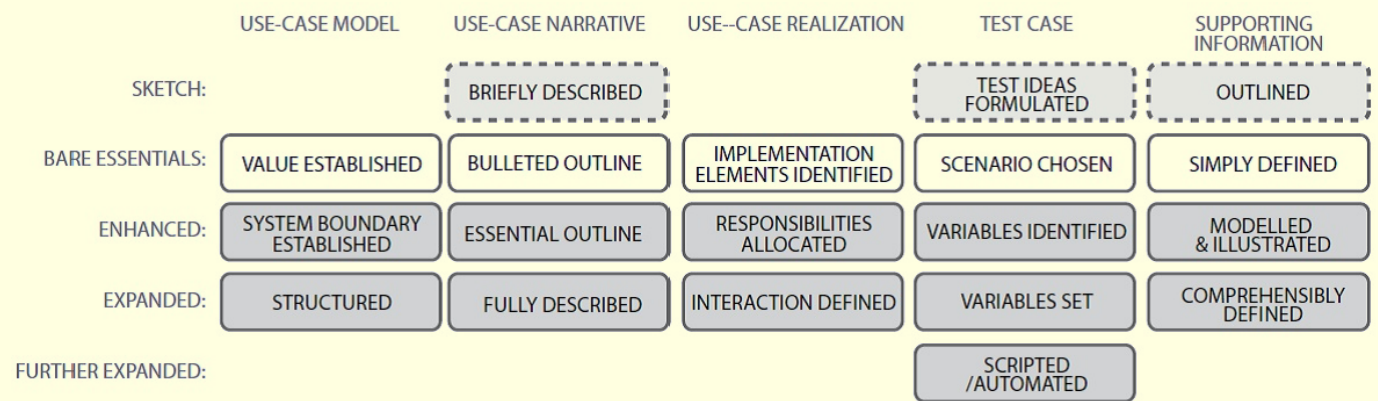 USE-CASE MODEL USE-CASE NARRATIVE USE--CASE REALIZATION TEST CASE SUPPORTING
INFORMATION
SKETCH: BRIEFLY DESCRIBED TEST IDEAS
FORMULATED OUTLINED
BARE ESSENTIALS: VALUE ESTABLISHED BULLETED OUTLINE IMPLEMENTATION
ELEMENTS IDENTIFIED SCENARIO CHOSEN SIMPLY DEFINED
ENHANCED: SYSTEM BOUNDARY
ESTABLISHED ESSENTIAL OUTLINE RESPONSIBILITIES
ALLOCATED VARIABLES IDENTIFIED MODELLED
& ILLUSTRATED
EXPANDED: STRUCTURED FULLY DESCRIBED INTERACTION DEFINED VARIABLES SET COMPREHENSIBLY
DEFINED
FURTHER EXPANDED: SCRIPTED
/AUTOMATED